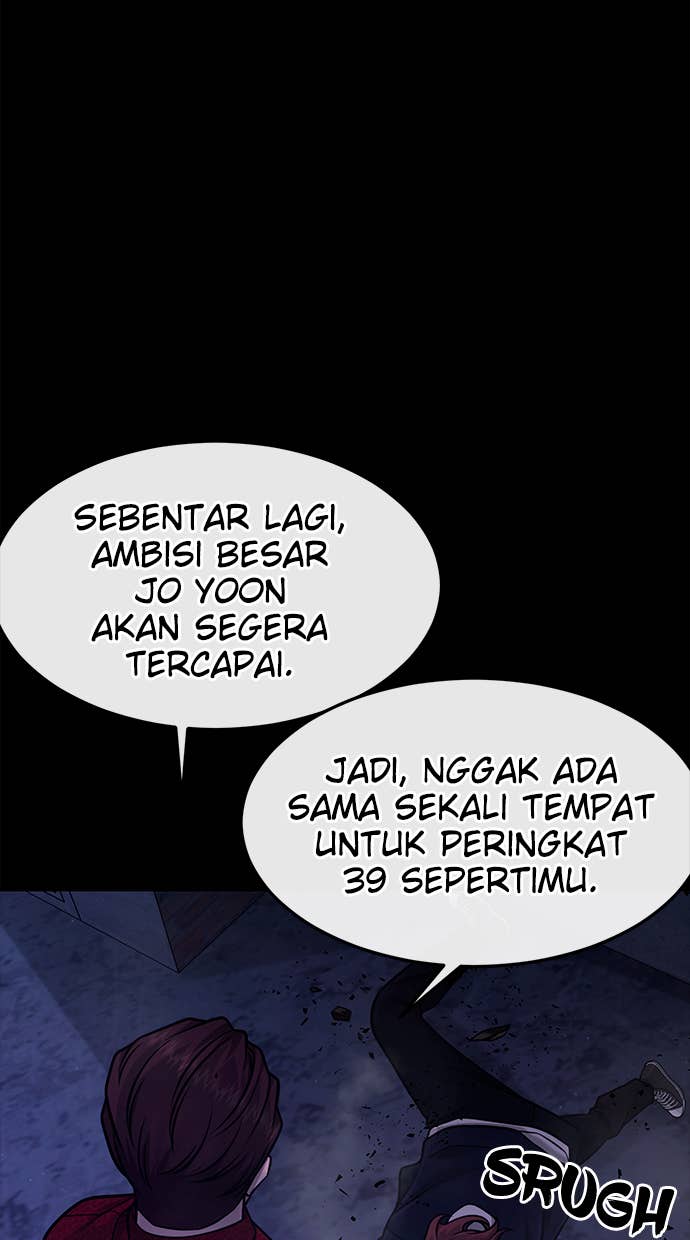 SEBENTAR LAGI,
AMBISI BESAR
JO YOON
AKAN SEGERA
TERCAPAI.
JADI, NGGAK ADA
SAMA SEKALI TEMPAT
UNTUK PERINGKAT
39 SEPERTIMU.
SRUGH